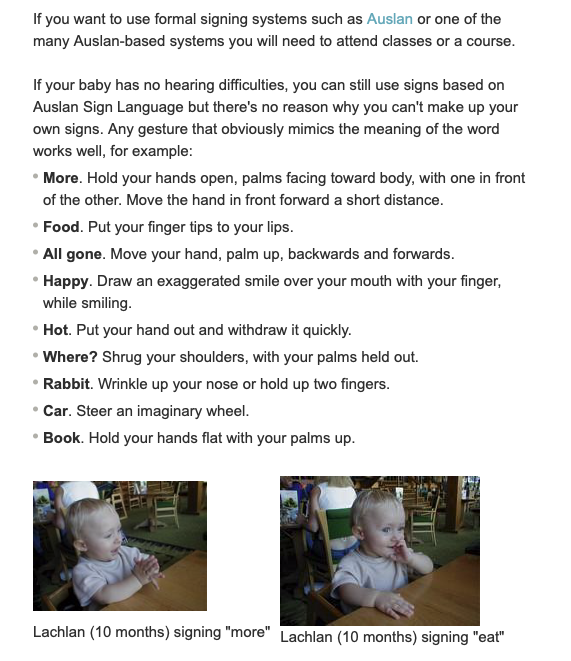 If you want to use formal signing systems such as Auslan or one of the
many Auslan-based systems you will need to attend classes or a course.
If your baby has no hearing difficulties, you can still use signs based on
Auslan Sign Language but there's no reason why you can't make up your
own signs. Any gesture that obviously mimics the meaning of the word
works well, for example:
More. Hold your hands open, palms facing toward body, with one in front
of the other. Move the hand in front forward a short distance.
Food. Put your finger tips to your lips.
All gone. Move your hand, palm up, backwards and forwards.
Happy. Draw an exaggerated smile over your mouth with your finger,
while smiling.
Hot. Put your hand out and withdraw it quickly.
Where? Shrug your shoulders, with your palms held out.
Rabbit. Wrinkle up your nose or hold up two fingers.
Car. Steer an imaginary wheel.
Book. Hold your hands flat with your palms up.
Lachlan (10 months) signing "more"
Lachlan (10 months) signing "eat"